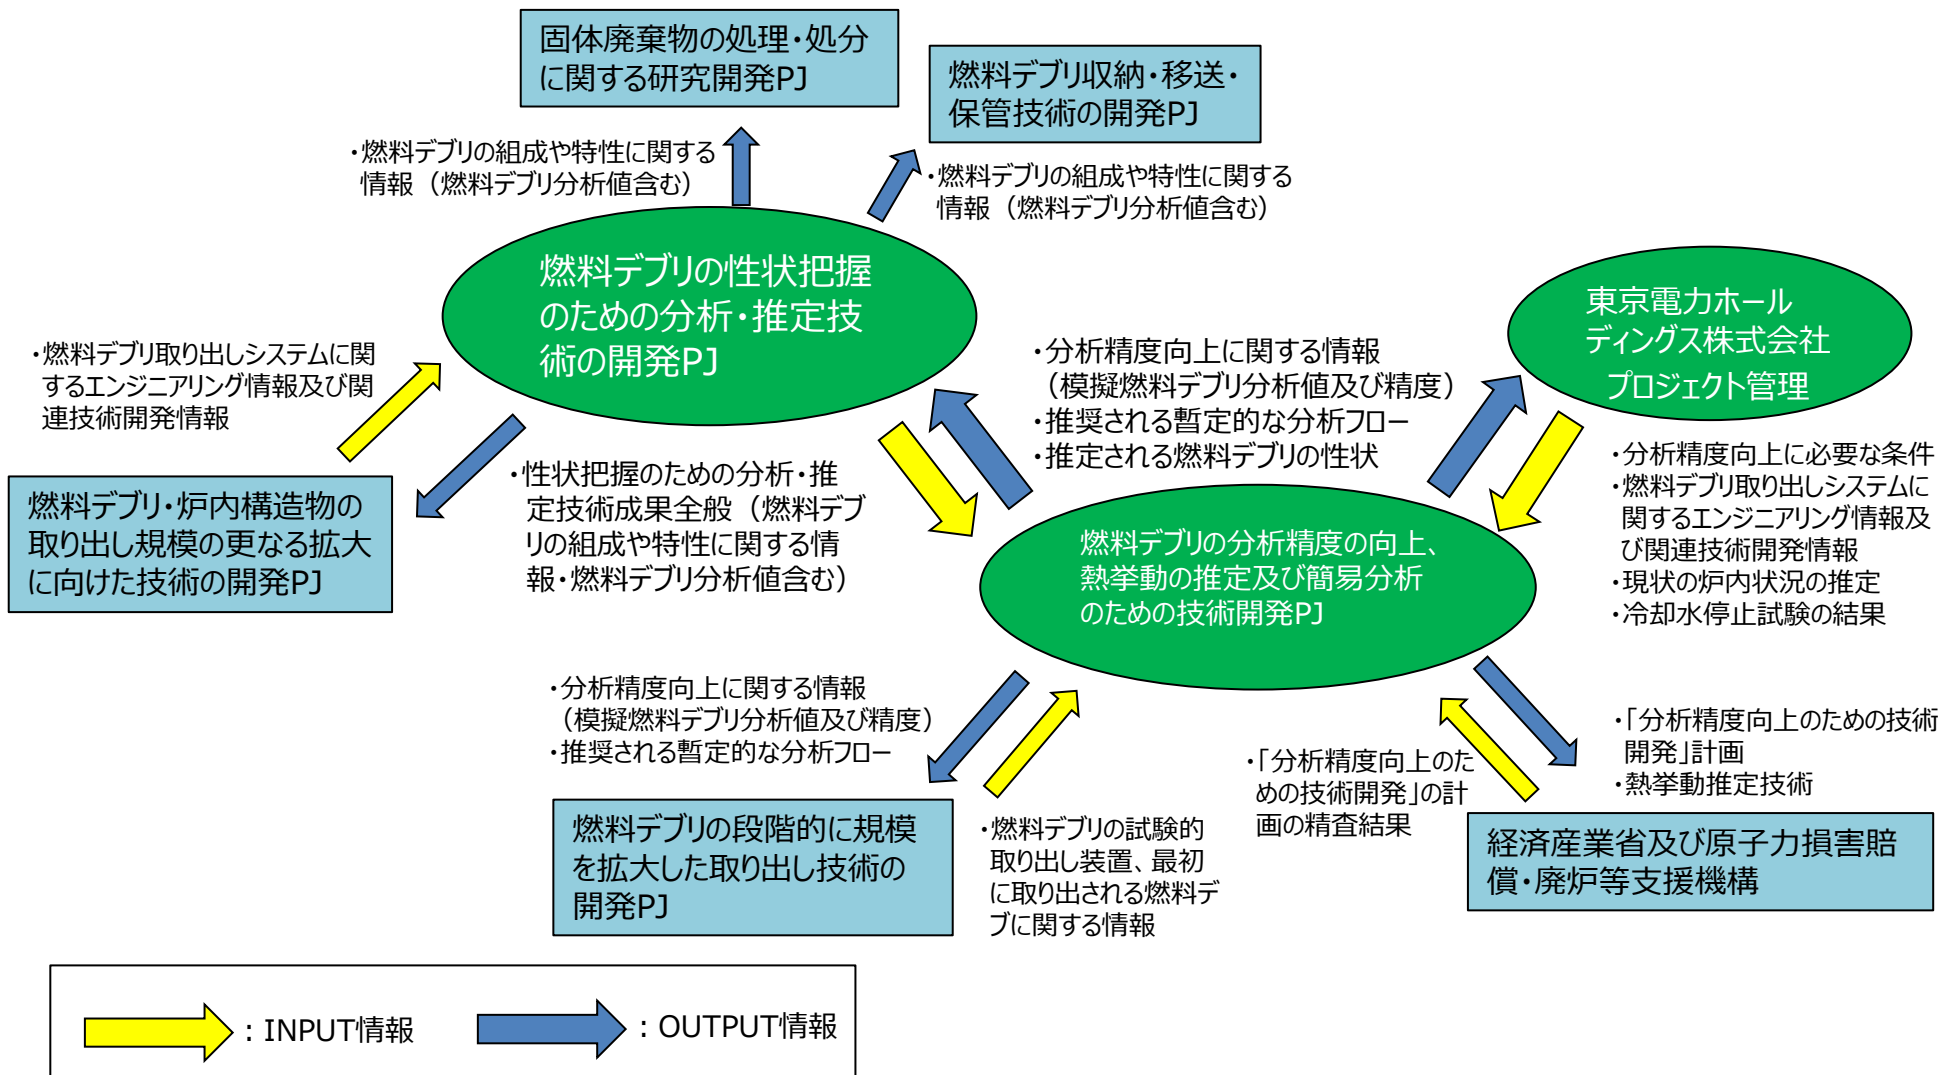 固体廃棄物の処理・処分
に関する研究開発PJ
燃料デブリ収納・移送・
保管技術の開発PJ
・燃料デブリの組成や特性に関する
情報（燃料デブリ分析値含む）
・燃料デブリの組成や特性に関する
情報（燃料デブリ分析値含む）
燃料デブリの性状把握
のための分析・推定技
術の開発PJ
東京電力ホール
ディングス株式会社
プロジェクト管理
・燃料デブリ取り出しシステムに関
するエンジニアリング情報及び関
連技術開発情報
・分析精度向上に関する情報
（模擬燃料デブリ分析値及び精度）
・推奨される暫定的な分析フロー
・推定される燃料デブリの性状
・性状把握のための分析・推
定技術成果全般（燃料デブ
リの組成や特性に関する情
報・燃料デブリ分析値含む）
・分析精度向上に必要な条件
・燃料デブリ取り出しシステムに
関するエンジニアリング情報及
び関連技術開発情報
・現状の炉内状況の推定
・冷却水停止試験の結果
燃料デブリ・炉内構造物の
取り出し規模の更なる拡大
に向けた技術の開発PJ
燃料デブリの分析精度の向上、
熱挙動の推定及び簡易分析
のための技術開発PJ
・分析精度向上に関する情報
（模擬燃料デブリ分析値及び精度）
・推奨される暫定的な分析フロー
・「分析精度向上のた
めの技術開発」の計
画の精査結果
・「分析精度向上のための技術
開発」計画
・熱挙動推定技術
燃料デブリの段階的に規模
を拡大した取り出し技術の
開発PJ
・燃料デブリの試験的
取り出し装置、最初
に取り出される燃料デ
ブに関する情報
経済産業省及び原子力損害賠
償・廃炉等支援機構
：INPUT情報
：OUTPUT情報